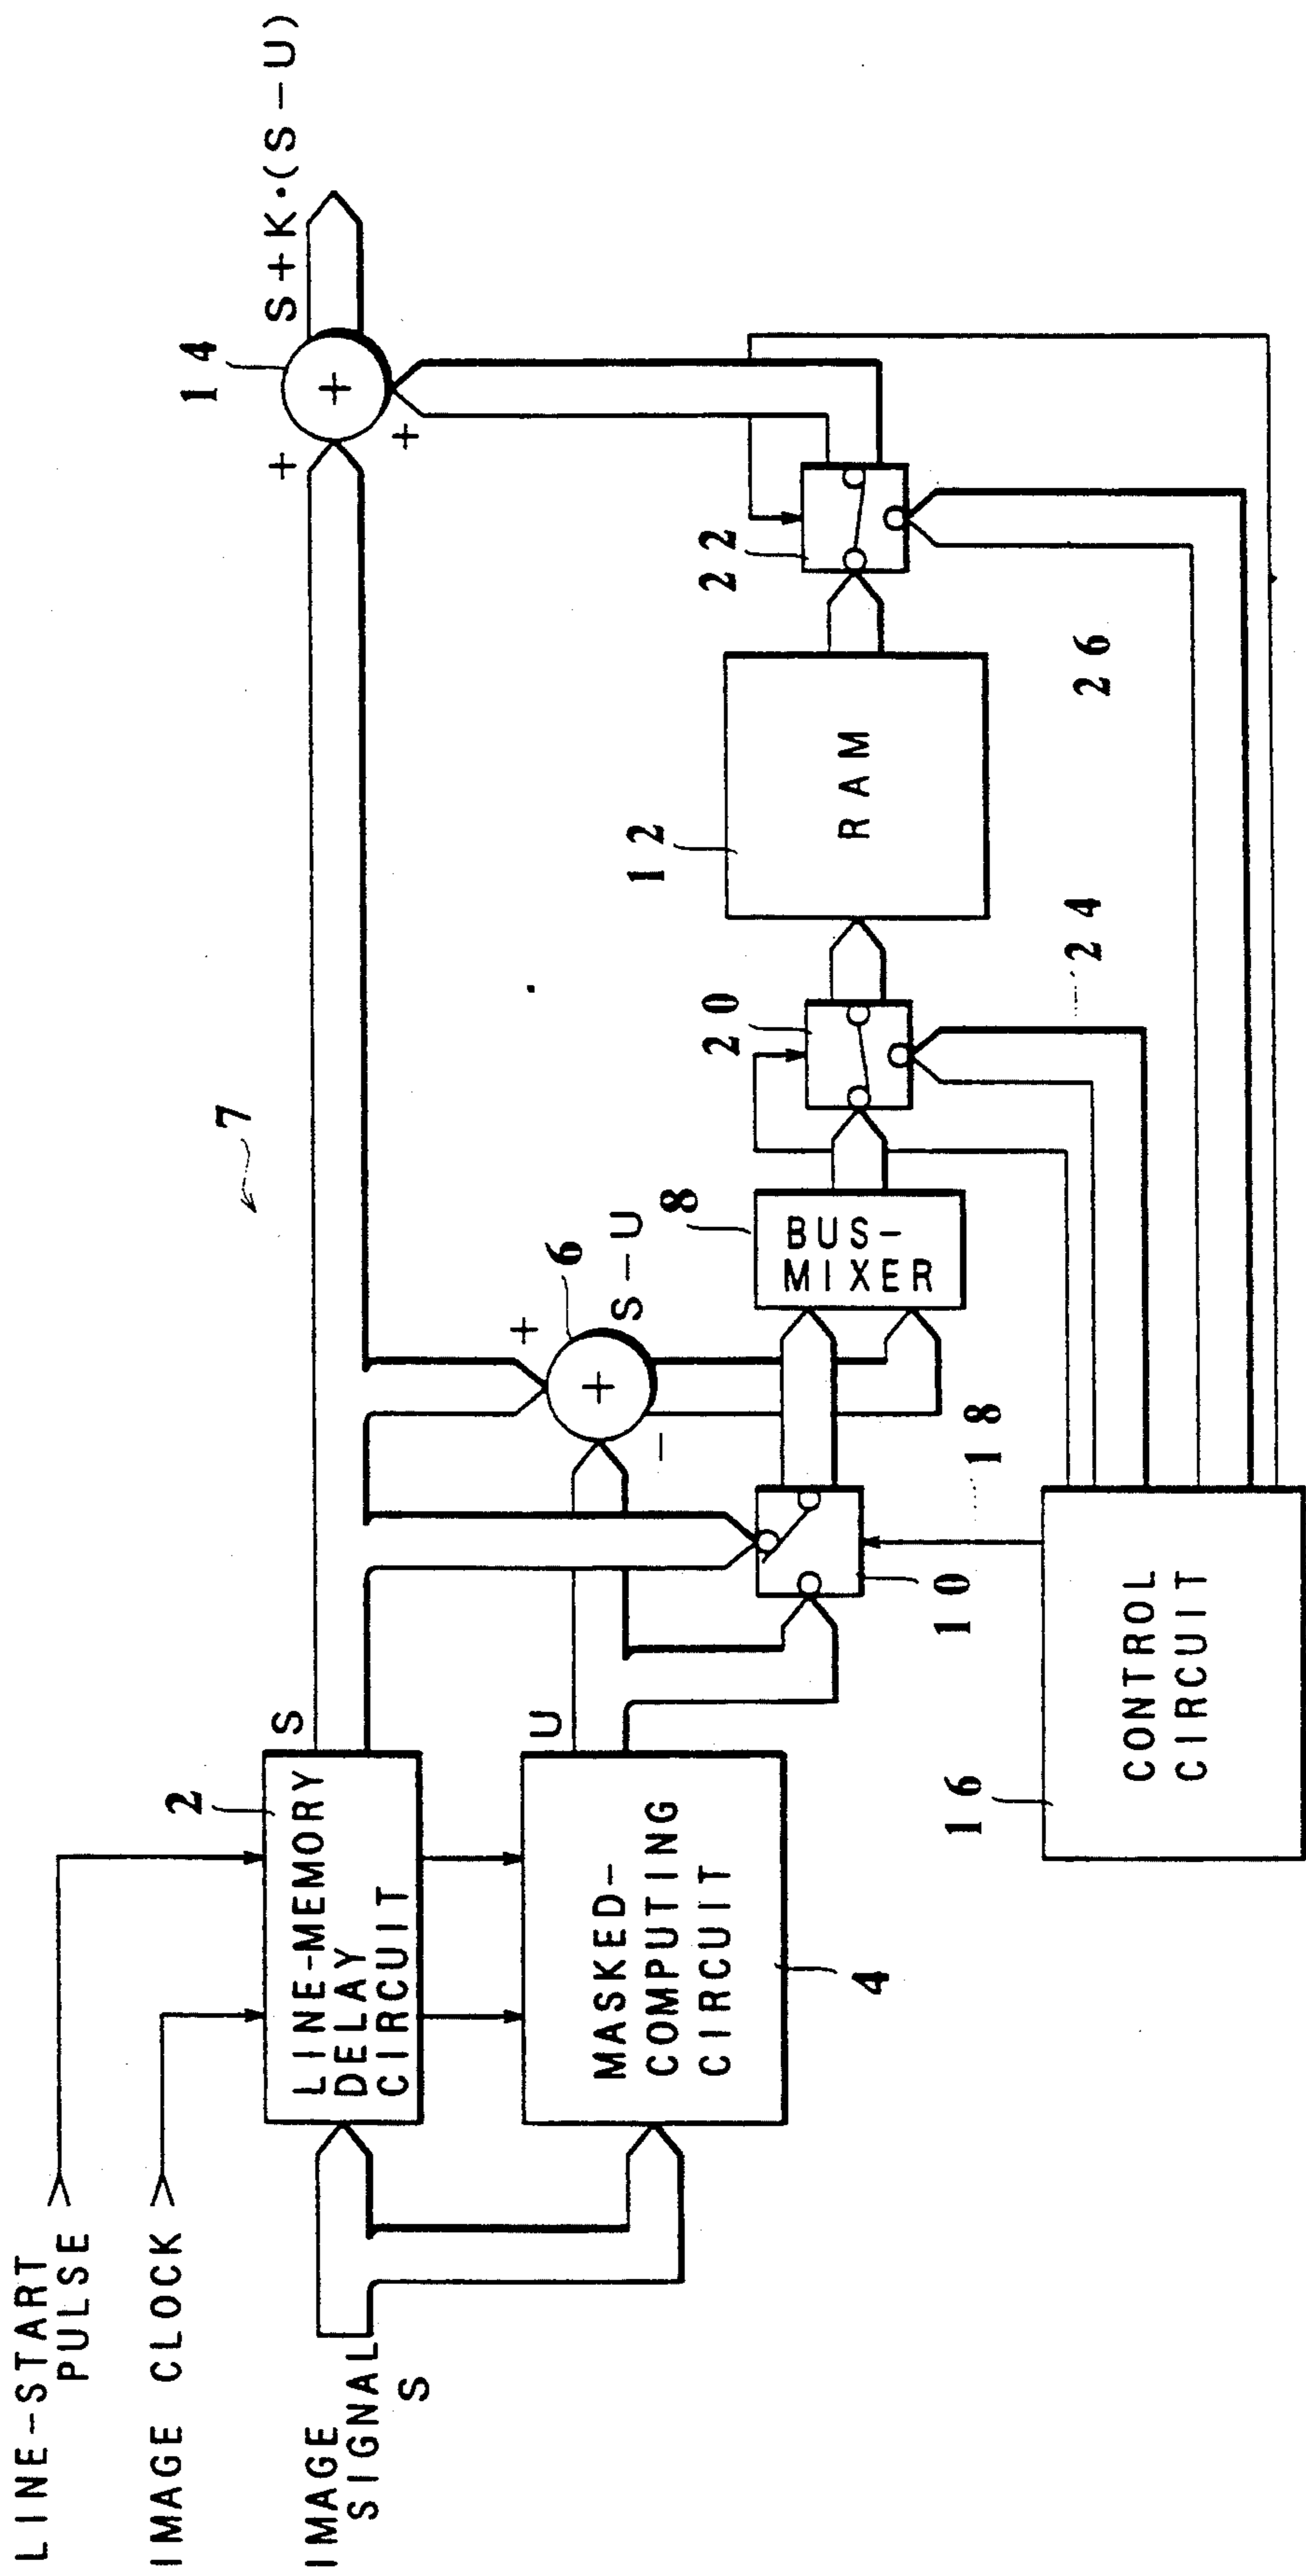 LINE-START
PULSE
IMAGE CLOCK
IMAGE
SIGNAL
S
2
LINE-MEMORY
DELAY
CIRCUIT
S
7
+
14
+
+
S+K·(S-U)
MASKED-
COMPUTING
CIRCUIT
4
U
+
6
+
-
S-U
8
BUS-
MIXER
10
18
20
24
12
RAM
22
26
16
CONTROL
CIRCUIT